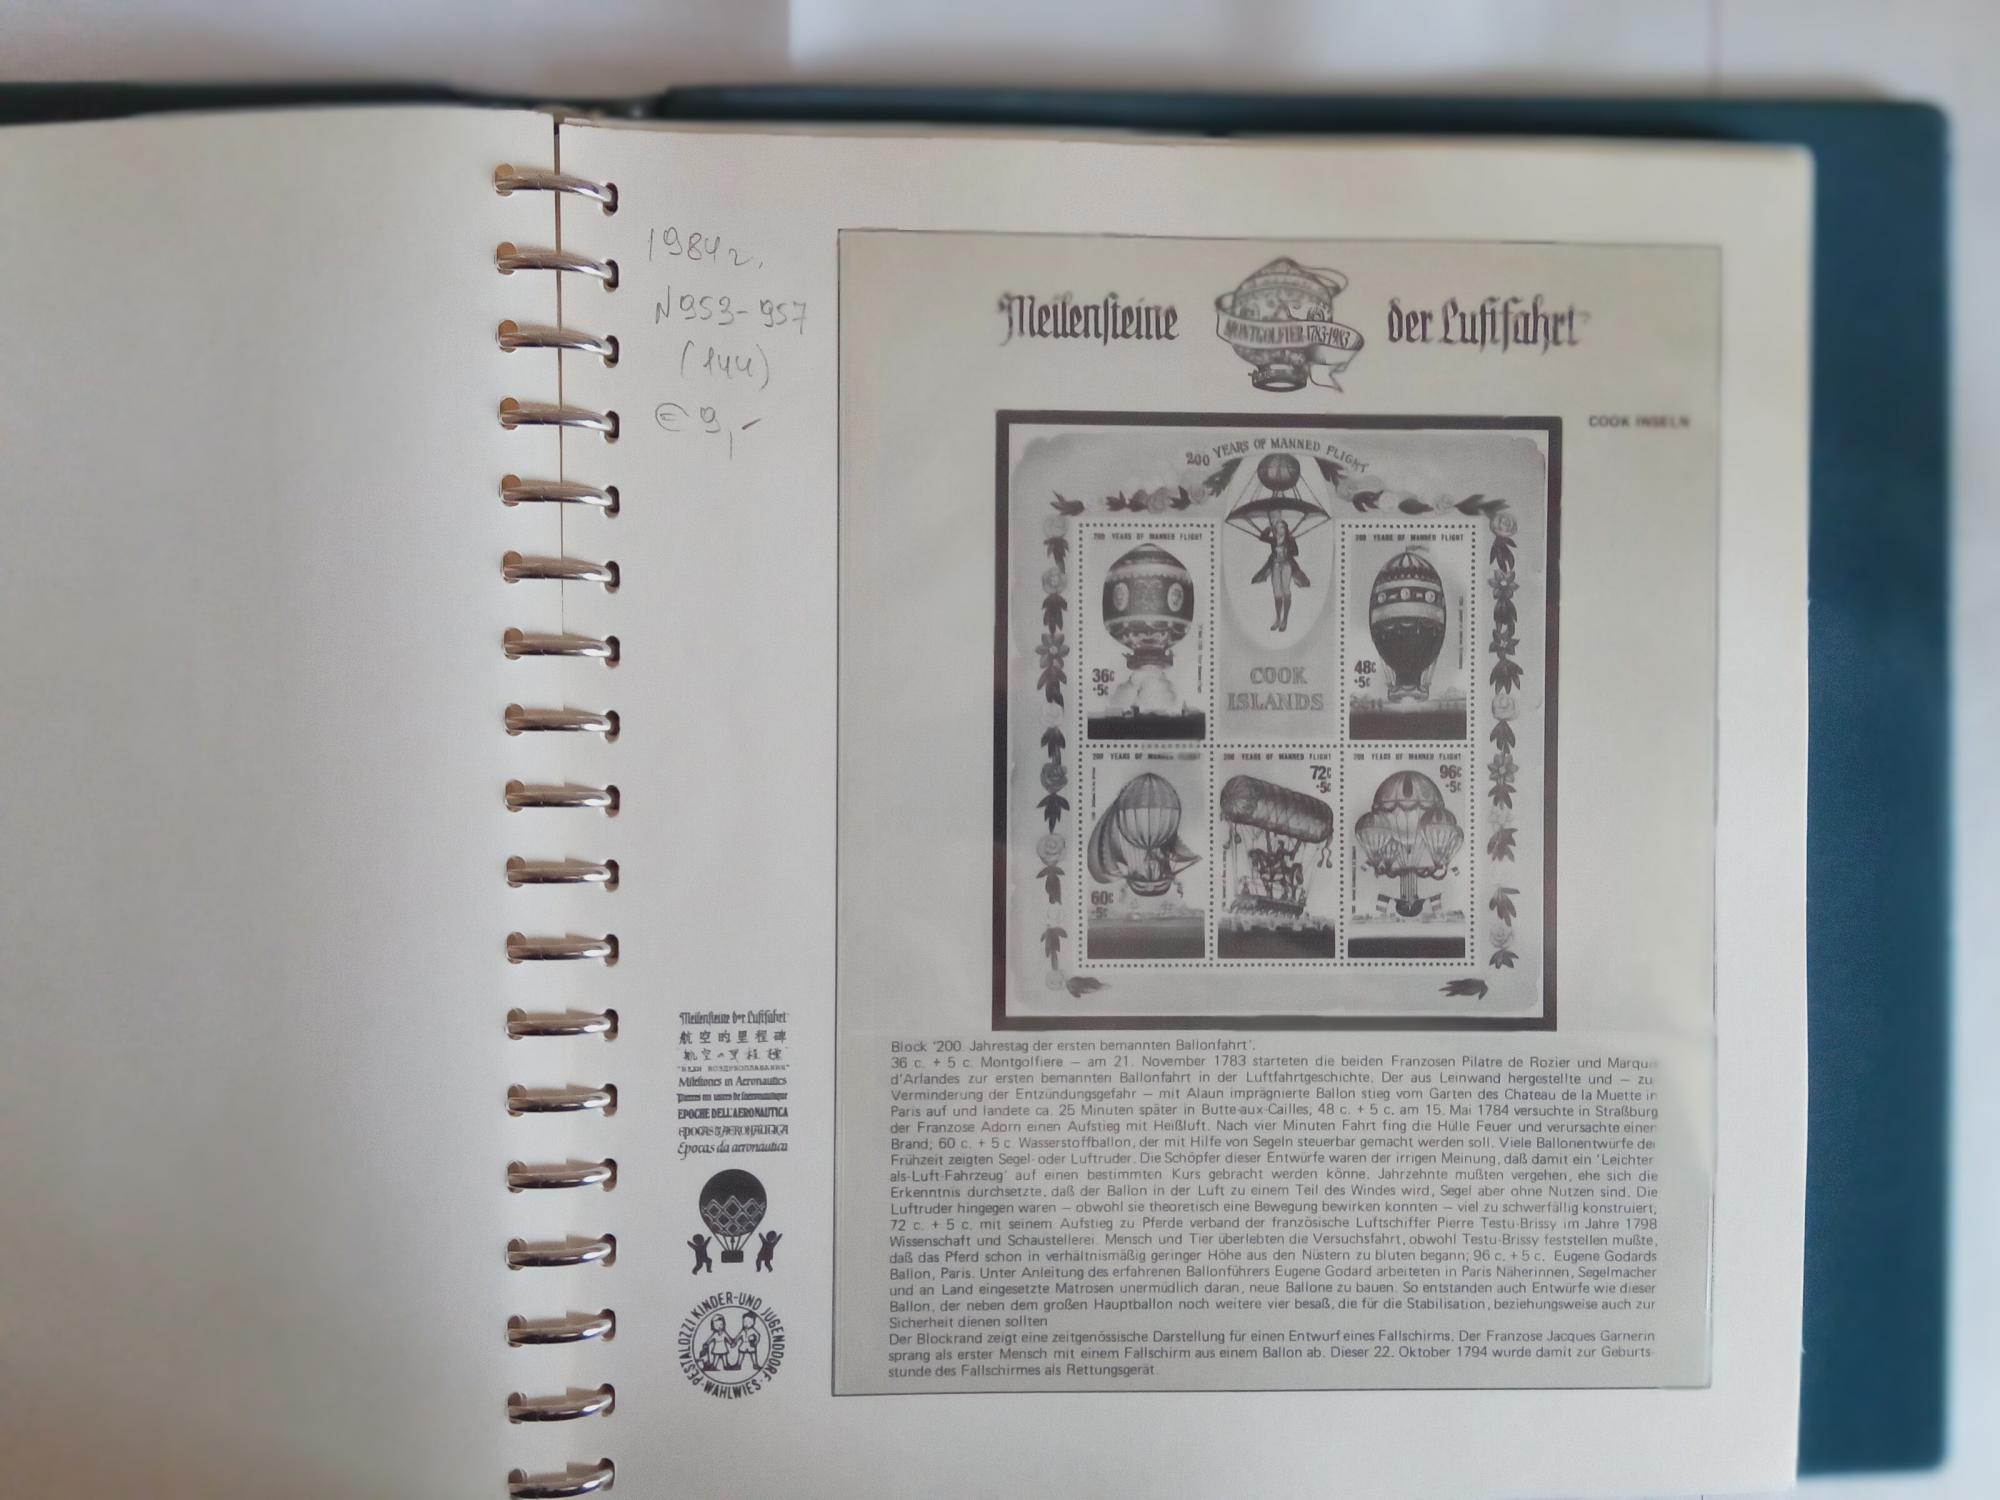 1984г.
N 953-957
(144)
€ 9,-
Meilensteine der Luftfahrt
MONTGOLFIER 1783-1983
COOK INSELN
200 YEARS OF MANNED FLIGHT
200 YEARS OF MANNED FLIGHT
36c
+5c
COOK
ISLANDS
200 YEARS OF MANNED FLIGHT
48c
+5c
200 YEARS OF MANNED FLIGHT
60c
+5c
200 YEARS OF MANNED FLIGHT
72c
+5c
200 YEARS OF MANNED FLIGHT
96c
+5c
Block '200. Jahrestag der ersten bemannten Ballonfahrt'.
36 c. + 5 c. Montgolfiere — am 21. November 1783 starteten die beiden Franzosen Pilatre de Rozier und Marquis
d'Arlandes zur ersten bemannten Ballonfahrt in der Luftfahrtgeschichte. Der aus Leinwand hergestellte und — zu
Verminderung der Entzündungsgefahr — mit Alaun imprägnierte Ballon stieg vom Garten des Chateau de la Muette in
Paris auf und landete ca. 25 Minuten später in Butte-aux-Cailles; 48 c. + 5 c. am 15. Mai 1784 versuchte in Straßburg
der Franzose Adorn einen Aufstieg mit Heißluft. Nach vier Minuten Fahrt fing die Hülle Feuer und verursachte einen
Brand; 60 c. + 5 c. Wasserstoffballon, der mit Hilfe von Segeln steuerbar gemacht werden soll. Viele Ballonentwürfe der
Frühzeit zeigten Segel- oder Luftruder. Die Schöpfer dieser Entwürfe waren der irrigen Meinung, daß damit ein 'Leichter
als-Luft-Fahrzeug' auf einen bestimmten Kurs gebracht werden könne. Jahrzehnte mußten vergehen, ehe sich die
Erkenntnis durchsetzte, daß der Ballon in der Luft zu einem Teil des Windes wird, Segel aber ohne Nutzen sind. Die
Luftruder hingegen waren — obwohl sie theoretisch eine Bewegung bewirken konnten — viel zu schwerfällig konstruiert;
72 c. + 5 c. mit seinem Aufstieg zu Pferde verband der französische Luftschiffer Pierre Testu-Brissy im Jahre 1798
Wissenschaft und Schaustellerei. Mensch und Tier überlebten die Versuchsfahrt, obwohl Testu-Brissy feststellen mußte,
daß das Pferd schon in verhältnismäßig geringer Höhe aus den Nüstern zu bluten begann; 96 c. + 5 c. Eugene Godards
Ballon, Paris. Unter Anleitung des erfahrenen Ballonführers Eugene Godard arbeiteten in Paris Näherinnen, Segelmacher
und an Land eingesetzte Matrosen unermüdlich daran, neue Ballone zu bauen. So entstanden auch Entwürfe wie dieser
Ballon, der neben dem großen Hauptballon noch weitere vier besaß, die für die Stabilisation, beziehungsweise auch zur
Sicherheit dienen sollten
Der Blockrand zeigt eine zeitgenössische Darstellung für einen Entwurf eines Fallschirms. Der Franzose Jacques Garnerin
sprang als erster Mensch mit einem Fallschirm aus einem Ballon ab. Dieser 22. Oktober 1794 wurde damit zur Geburts-
stunde des Fallschirmes als Rettungsgerät.
Meilensteine der Luftfahrt
航空的里程碑
Milestones in Aeronautics
EPOCHE DELL'AERONAUTICA
Epocas da aeronautica
PESTALOZZI KINDER-UND JUGENDDORF
WAHLWIES